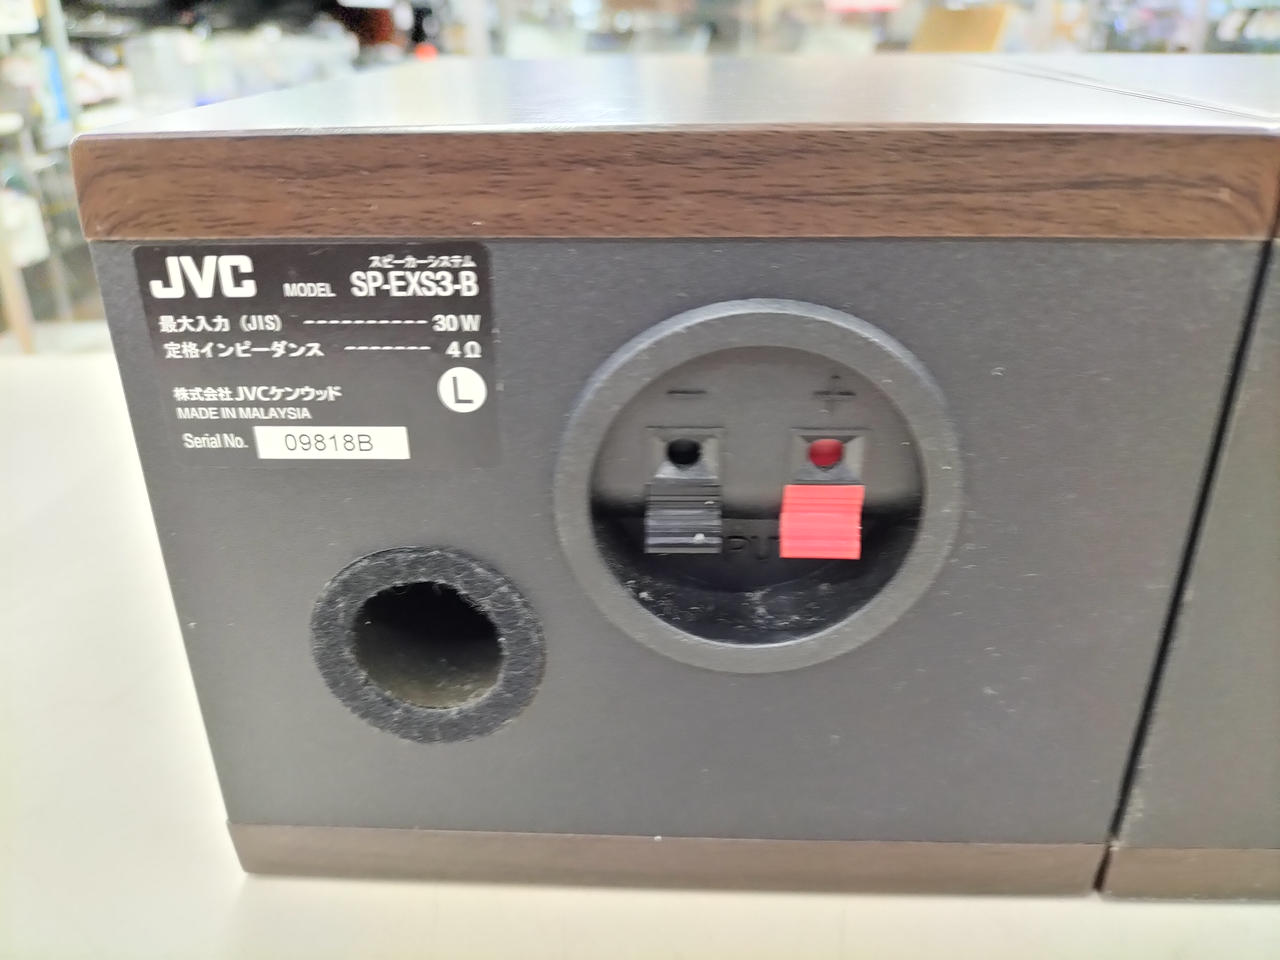 JVC
スピーカーシステム
MODEL SP-EXS3-B
最大入力 (JIS) ---------- 30W
定格インピーダンス ------- 4Ω
株式会社JVCケンウッド
L
MADE IN MALAYSIA
Serial No. 09818B
− +